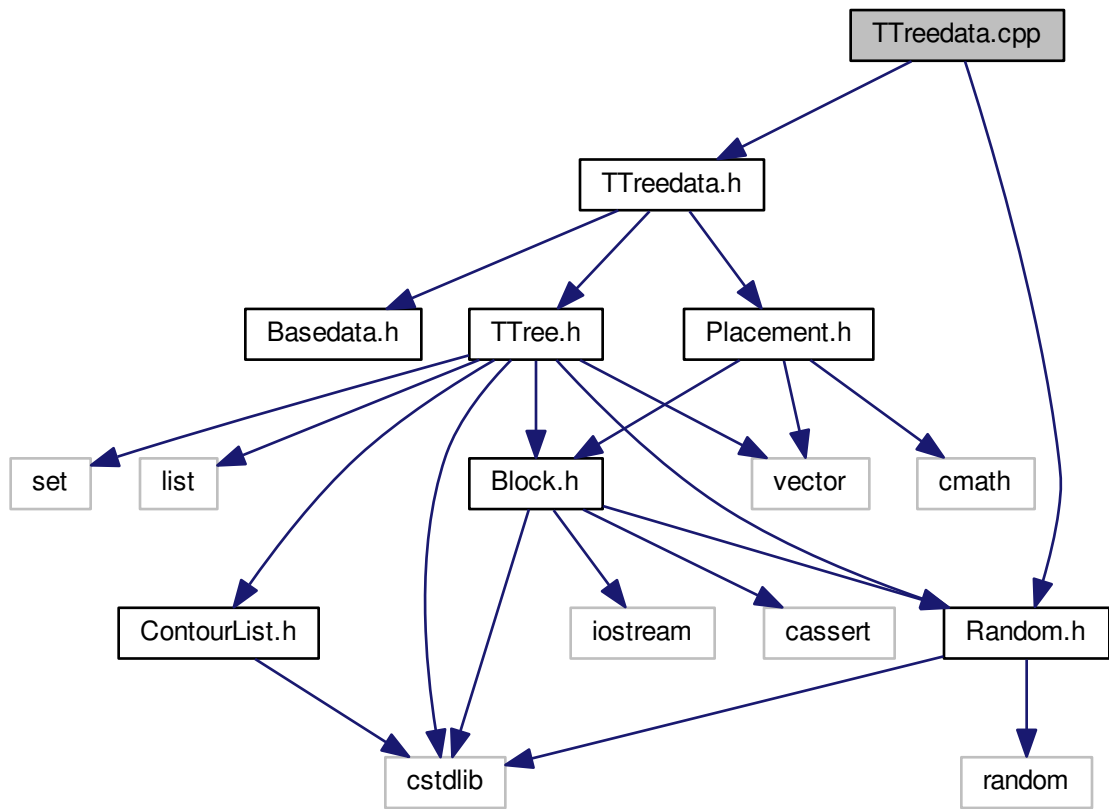 TTreedata.cpp
TTreedata.h
Basedata.h
TTree.h
Placement.h
set
list
Block.h
vector
cmath
ContourList.h
iostream
cassert
Random.h
cstdlib
random